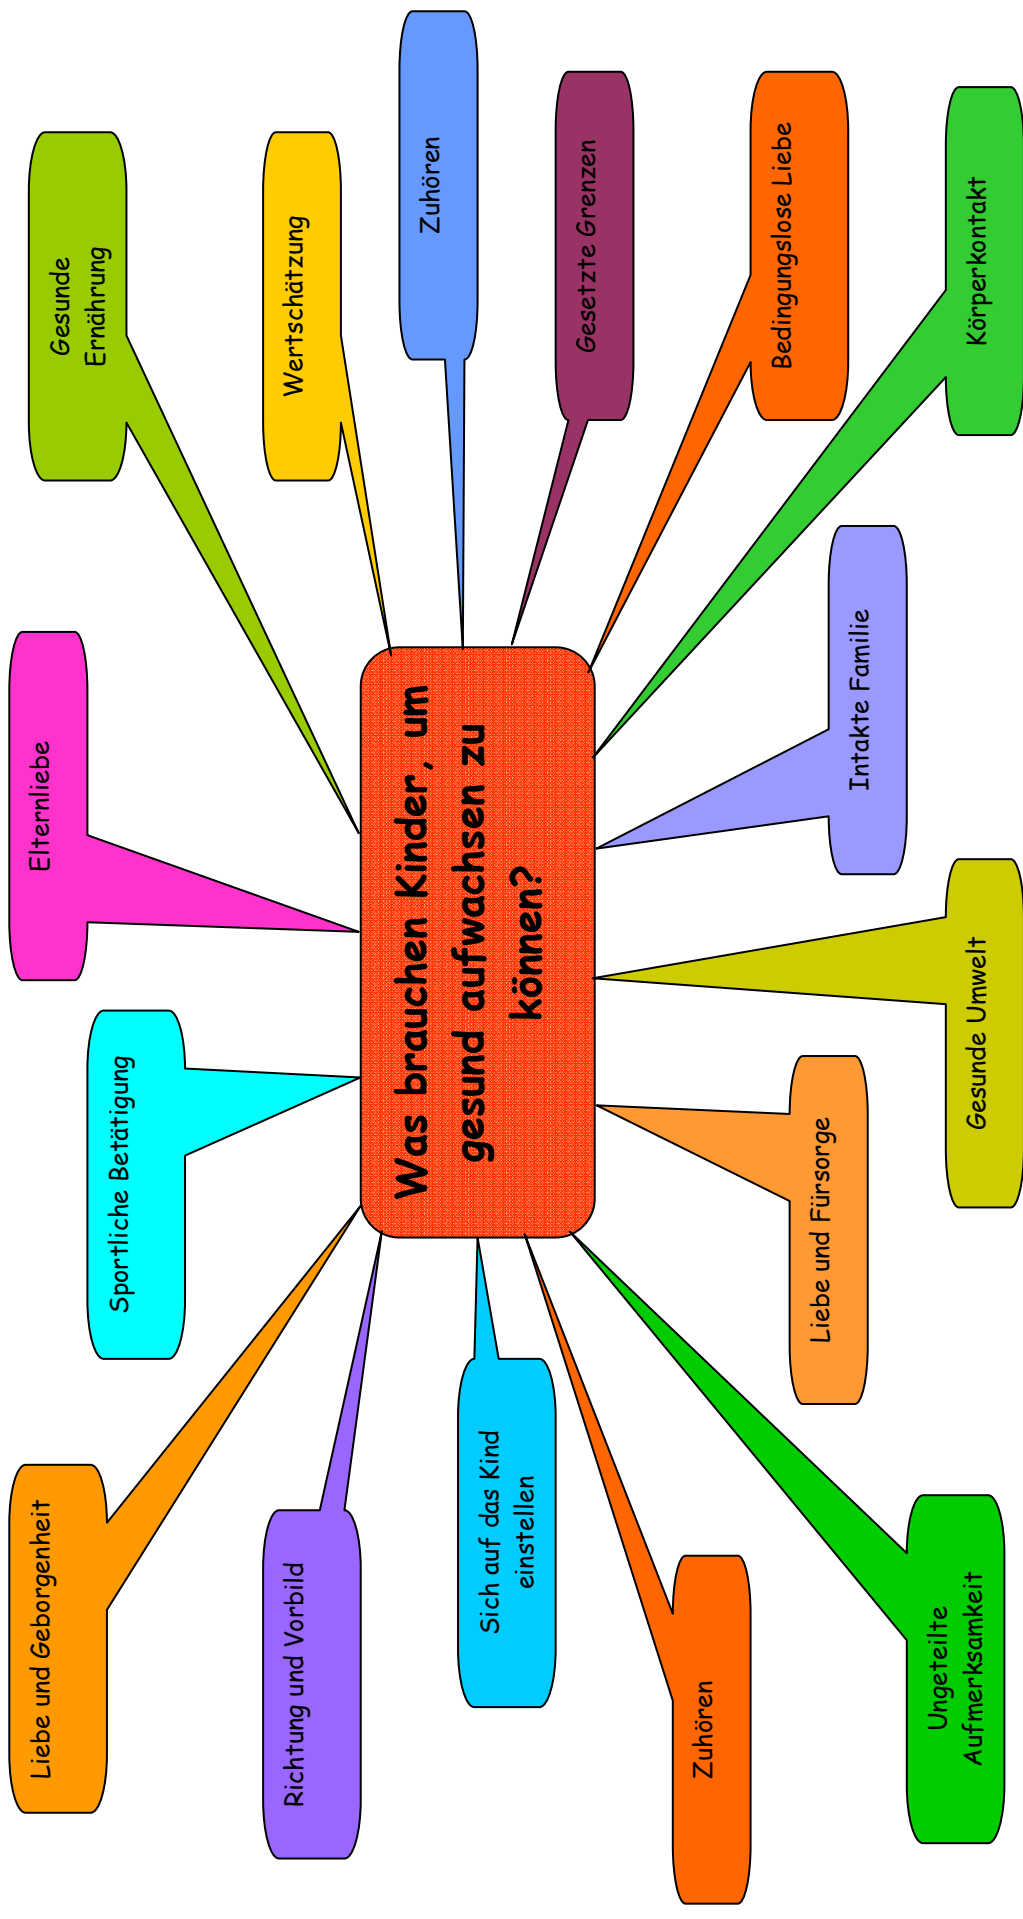 Liebe und Geborgenheit
Sportliche Betätigung
Elternliebe
Gesunde
Ernährung
Richtung und Vorbild
Wertschätzung
Sich auf das Kind
einstellen
Was brauchen Kinder, um
gesund aufwachsen zu
können?
Zuhören
Gesetzte Grenzen
Zuhören
Bedingungslose Liebe
Liebe und Fürsorge
Intakte Familie
Ungeteilte
Aufmerksamkeit
Gesunde Umwelt
Körperkontakt